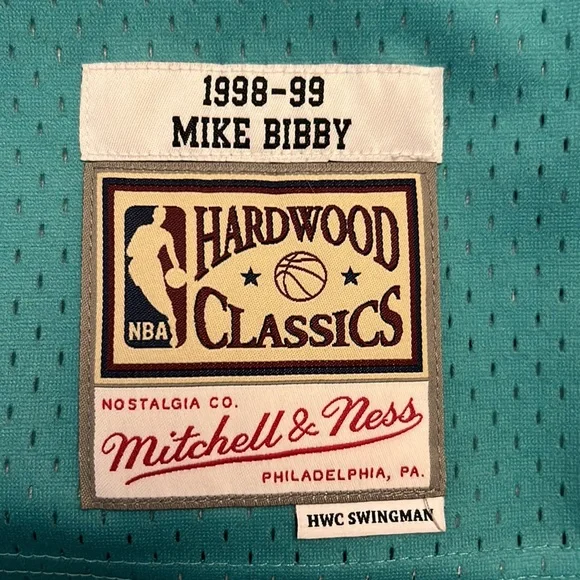 1998-99
MIKE BIBBY
HARDWOOD
CLASSICS
NBA
NOSTALGIA CO.
Mitchell & Ness
PHILADELPHIA, PA.
HWC SWINGMAN